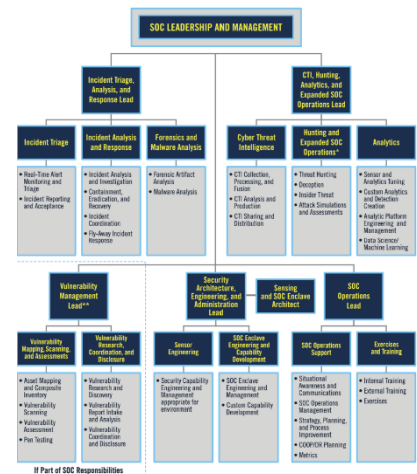 SOC LEADERSHIP AND MANAGEMENT
Incident Triage,
Analysis, and
Response Lead
CTI, Hunting,
Analytics, and
Expanded SOC
Operations Lead
Incident Triage
Incident Analysis
and Response
Forensics and
Malware Analysis
Cyber Threat
Intelligence
Hunting and
Expanded SOC
Operations*
Analytics
• Real-Time Alert
Monitoring and
Triage
• Incident Reporting
and Acceptance
• Incident Analysis
and Investigation
• Containment,
Eradication, and
Recovery
• Incident
Coordination
• Fly-Away Incident
Response
• Forensic Artifact
Analysis
• Malware Analysis
• CTI Collection,
Processing, and
Fusion
• CTI Analysis and
Production
• CTI Sharing and
Distribution
• Threat Hunting
• Deception
• Insider Threat
• Attack Simulations
and Assessments
• Sensor and
Analytics Tuning
• Custom Analytics
and Detection
Creation
• Analytic Platform
Engineering and
Management
• Data Science/
Machine Learning
Vulnerability
Management
Lead**
Security
Architecture,
Engineering, and
Administration
Lead
Sensing
and SOC Enclave
Architect
SOC
Operations
Lead
Vulnerability
Mapping, Scanning,
and Assessments
Vulnerability
Research,
Coordination, and
Disclosure
Sensor
Engineering
SOC Enclave
Engineering and
Capability
Development
SOC Operations
Support
Exercises
and Training
• Asset Mapping and
Composite
Inventory
• Vulnerability
Scanning
• Vulnerability
Assessment
• Pen Testing
• Vulnerability
Research and
Discovery
• Vulnerability
Report Intake and
Analysis
• Vulnerability
Coordination
and Disclosure
• Security Capability
Engineering and
Management
appropriate for
environment
• SOC Enclave
Engineering and
Management
• Custom Capability
Development
• Situational
Awareness and
Communications
• SOC Operations
Management
• Strategy, Planning,
and Process
Improvement
• COOP/DR Planning
• Metrics
• Internal Training
• External Training
• Exercises
If Part of SOC Responsibilities